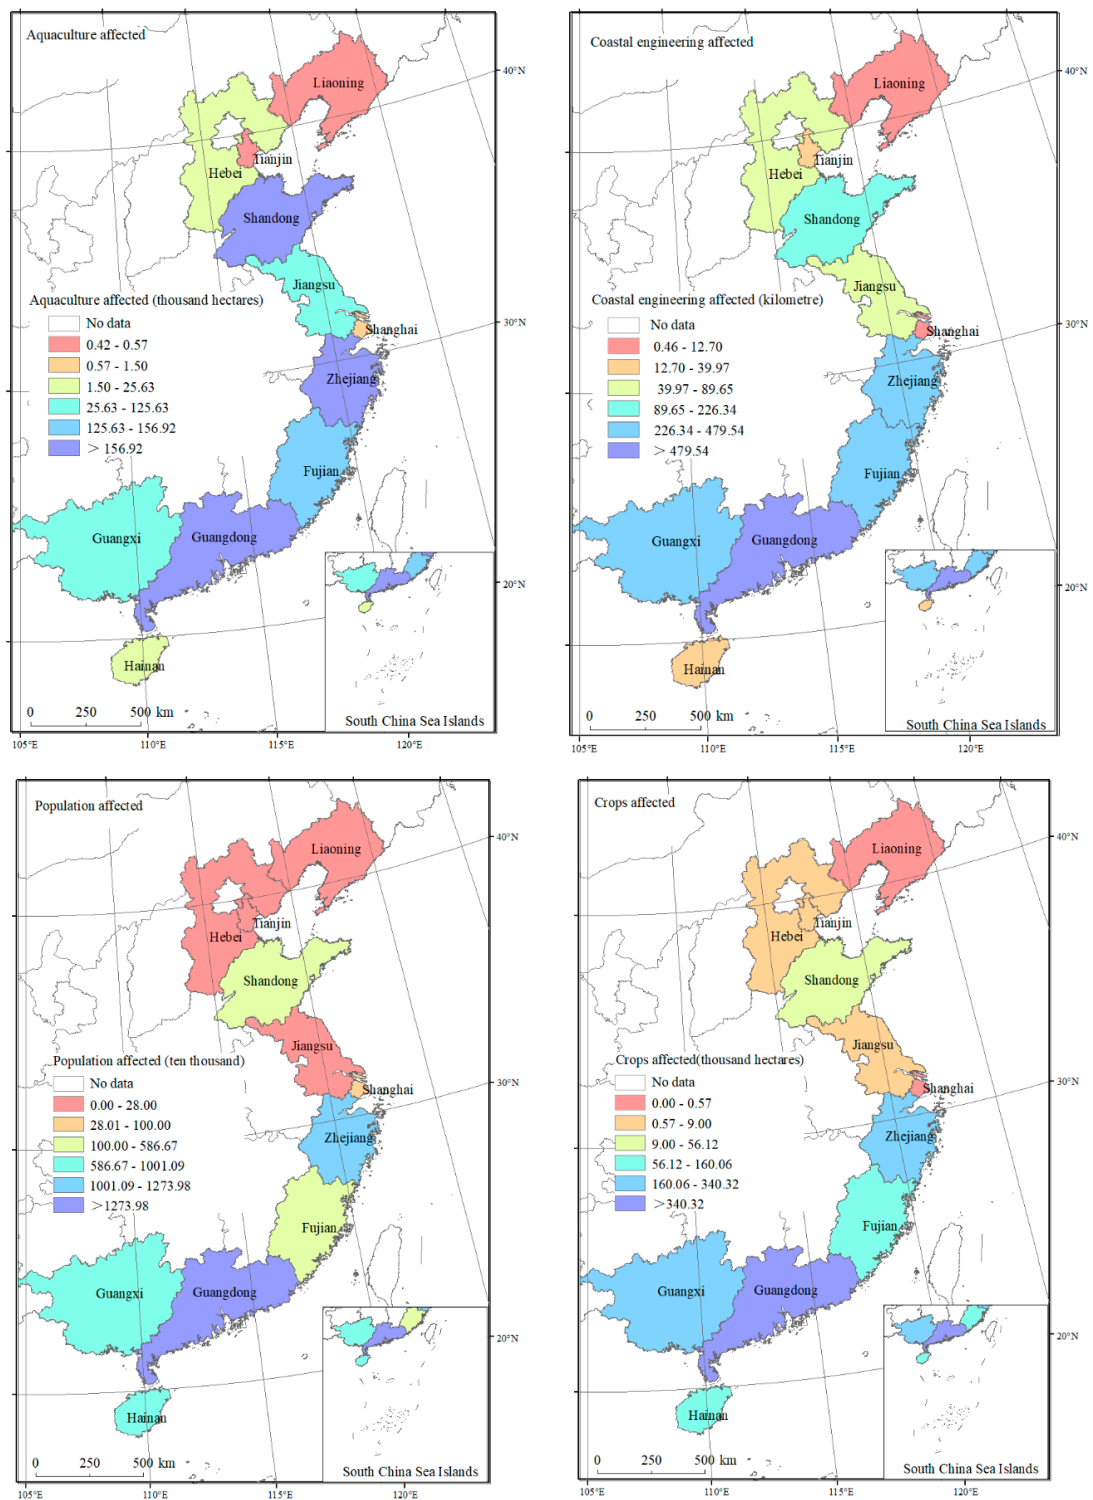 Aquaculture affected
Liaoning
40°N
Tianjin
Hebei
Shandong
Jiangsu
Aquaculture affected (thousand hectares)
No data
0.42 - 0.57
0.57 - 1.50
1.50 - 25.63
25.63 - 125.63
125.63 - 156.92
> 156.92
Shanghai
30°N
Zhejiang
Fujian
Guangxi
Guangdong
20°N
Hainan
0 250 500 km
South China Sea Islands
105°E 110°E 115°E 120°E
Coastal engineering affected
Liaoning
40°N
Tianjin
Hebei
Shandong
Jiangsu
Coastal engineering affected (kilometre)
No data
0.46 - 12.70
12.70 - 39.97
39.97 - 89.65
89.65 - 226.34
226.34 - 479.54
> 479.54
Shanghai
30°N
Zhejiang
Fujian
Guangxi
Guangdong
20°N
Hainan
0 250 500 km
South China Sea Islands
105°E 110°E 115°E 120°E
Population affected
Liaoning
40°N
Tianjin
Hebei
Shandong
Jiangsu
Population affected (ten thousand)
No data
0.00 - 28.00
28.01 - 100.00
100.00 - 586.67
586.67 - 1001.09
1001.09 - 1273.98
>1273.98
Shanghai
30°N
Zhejiang
Fujian
Guangxi
Guangdong
20°N
Hainan
0 250 500 km
South China Sea Islands
105°E 110°E 115°E 120°E
Crops affected
Liaoning
40°N
Tianjin
Hebei
Shandong
Jiangsu
Crops affected(thousand hectares)
No data
0.00 - 0.57
0.57 - 9.00
9.00 - 56.12
56.12 - 160.06
160.06 - 340.32
>340.32
Shanghai
30°N
Zhejiang
Fujian
Guangxi
Guangdong
20°N
Hainan
0 250 500 km
South China Sea Islands
105°E 110°E 115°E 120°E